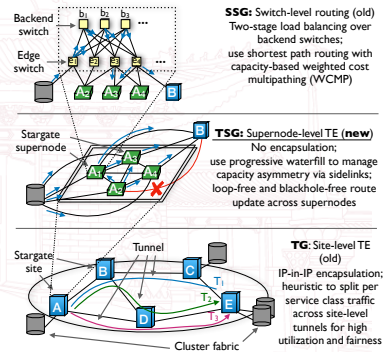 Backend
switch
b₁ b₂ b₃ ...
SSG: Switch-level routing (old)
Two-stage load balancing over
backend switches;
use shortest path routing with
capacity-based weighted cost
multipathing (WCMP)
Edge
switch
...
A₂ A₃ A₄ B
Stargate
supernode
B
A₁ A₃ A₄
A₂
TSG: Supernode-level TE (new)
No encapsulation;
use progressive waterfill to manage
capacity asymmetry via sidelinks;
loop-free and blackhole-free route
update across supernodes
Stargate
site
Tunnel
TG: Site-level TE
(old)
IP-in-IP encapsulation;
heuristic to split per
service class traffic
across site-level
tunnels for high
utilization and fairness
B C
T₁
A T₂ E
D T₃
Cluster fabric